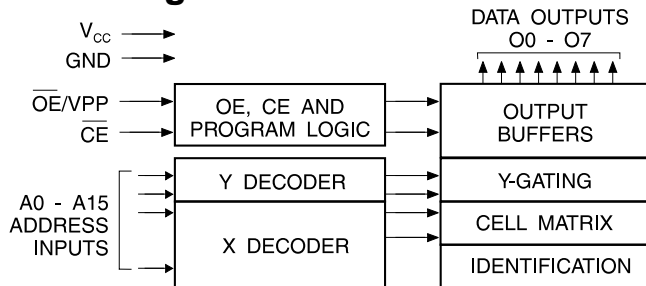 DATA OUTPUTS
O0 - O7
VCC
GND
OE/VPP
CE
OE, CE AND
PROGRAM LOGIC
OUTPUT
BUFFERS
A0 - A15
ADDRESS
INPUTS
Y DECODER
Y-GATING
X DECODER
CELL MATRIX
IDENTIFICATION